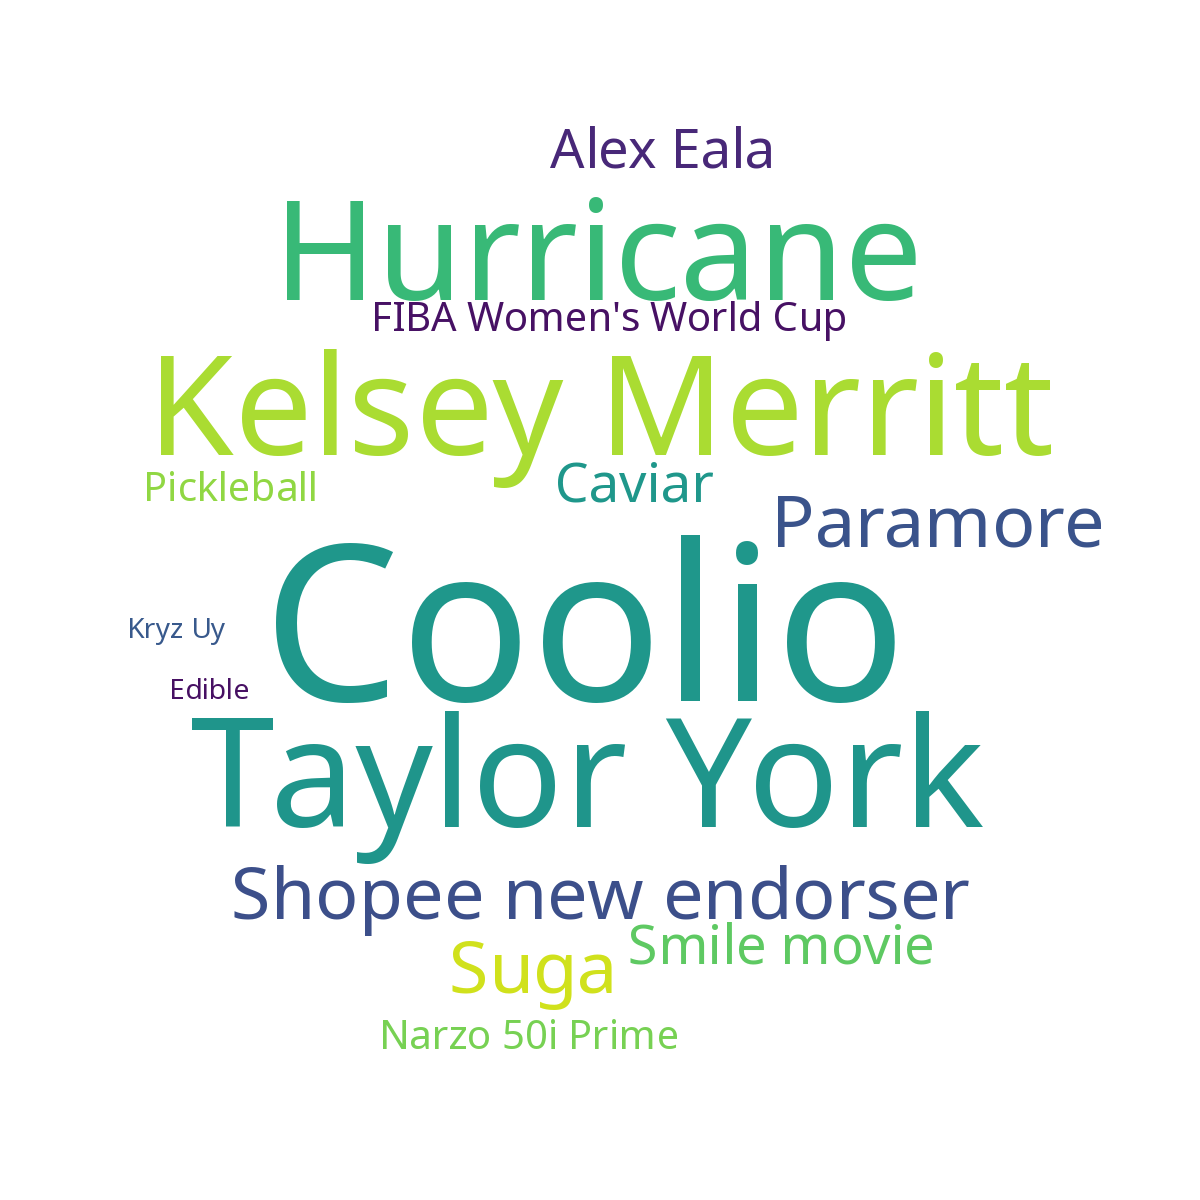 Alex Eala
Hurricane
FIBA Women's World Cup
Kelsey Merritt
Pickleball
Caviar
Paramore
Coolio
Kryz Uy
Edible
Taylor York
Shopee new endorser
Smile movie
Suga
Narzo 50i Prime